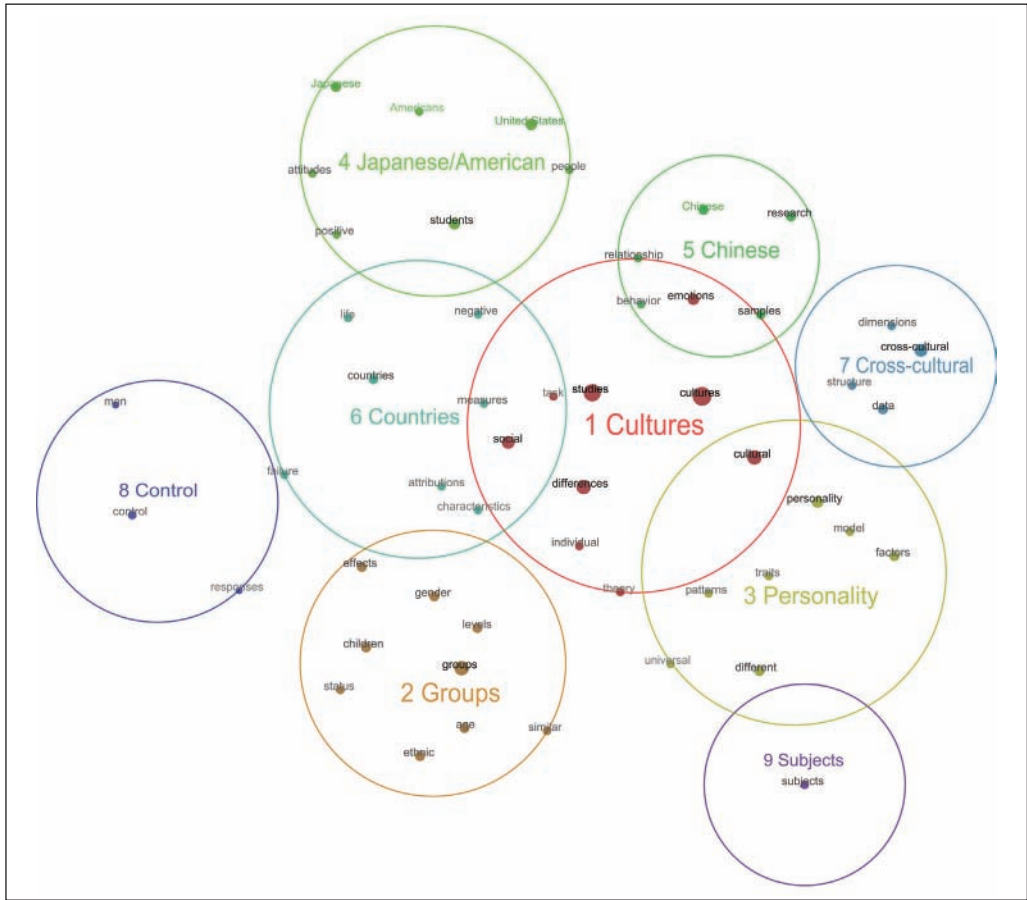 Japanese
Americans
United States
4 Japanese/American
attitudes
people
positive
students
Chinese
research
5 Chinese
relationship
behavior
emotions
samples
life
negative
dimensions
cross-cultural
7 Cross-cultural
structure
data
countries
measures
task
studies
cultures
6 Countries
1 Cultures
social
men
failure
8 Control
control
attributions
characteristics
differences
cultural
individual
personality
model
factors
traits
theory
patterns
3 Personality
responses
effects
gender
levels
children
groups
status
2 Groups
age
similar
ethnic
universal
different
9 Subjects
subjects